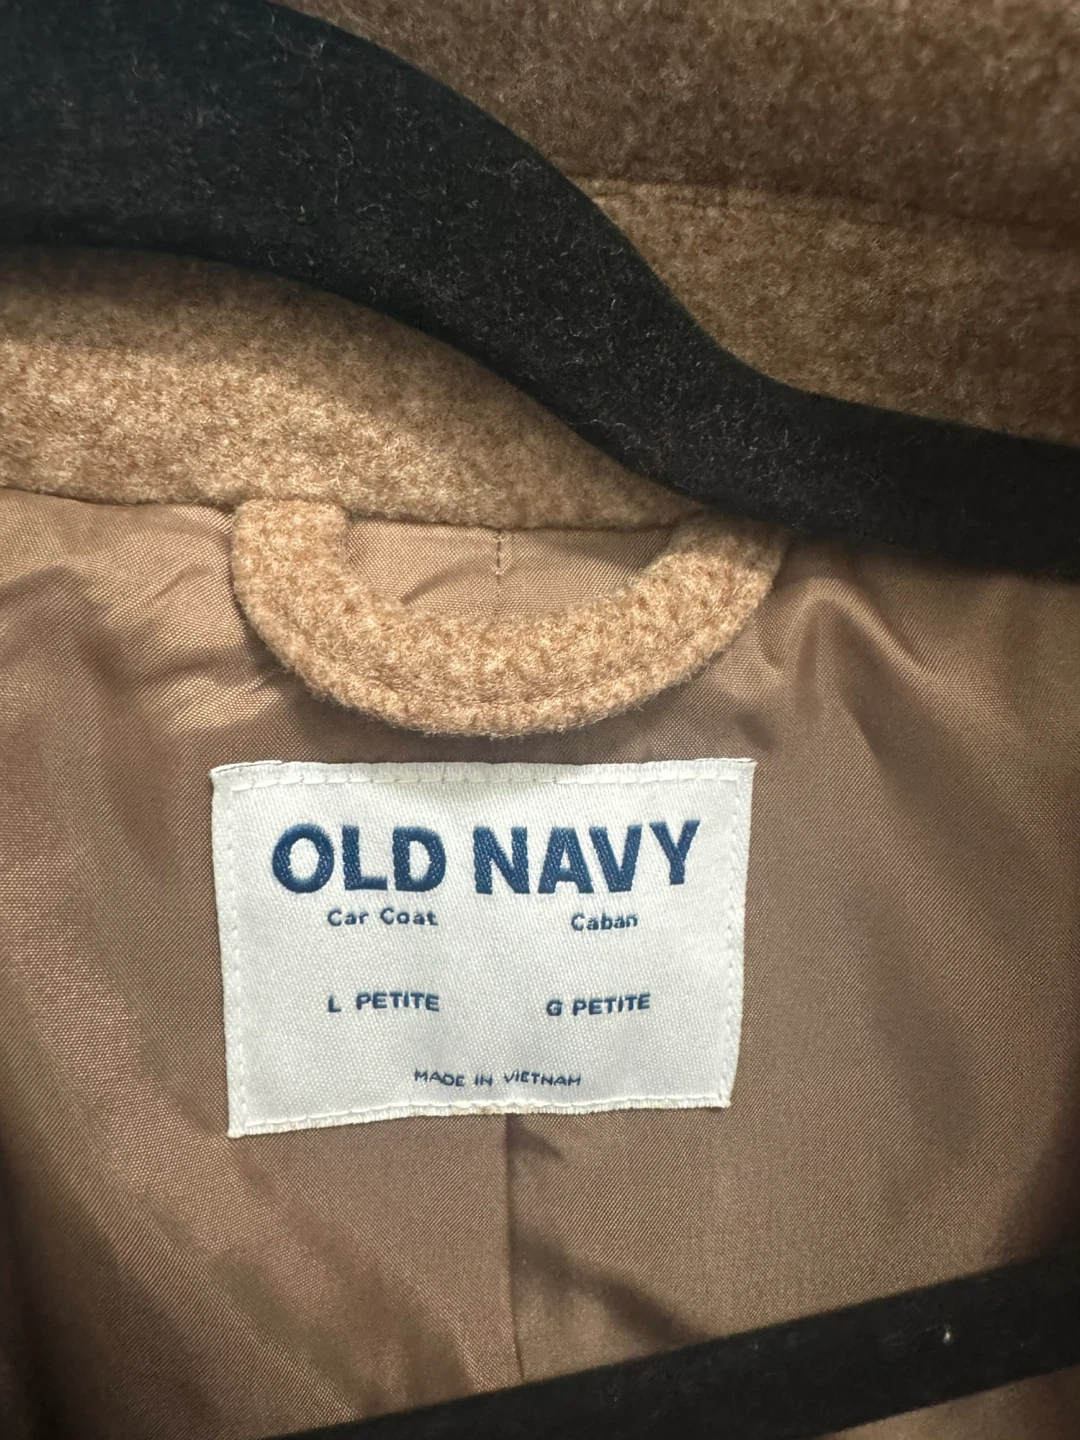 OLD NAVY
Car Coat Caban
L PETITE G PETITE
MADE IN VIETNAM